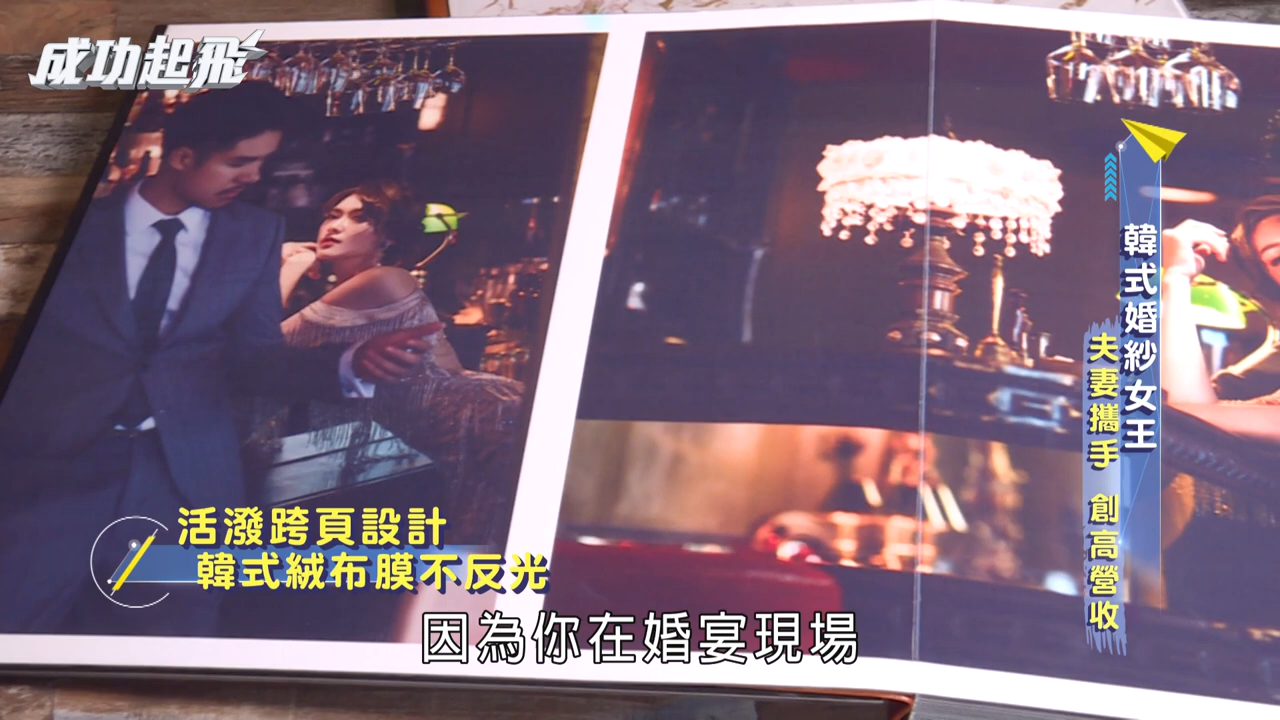 成功起飛
韓式婚紗女王
夫妻攜手 創高營收
活潑跨頁設計
韓式絨布膜不反光
因為你在婚宴現場